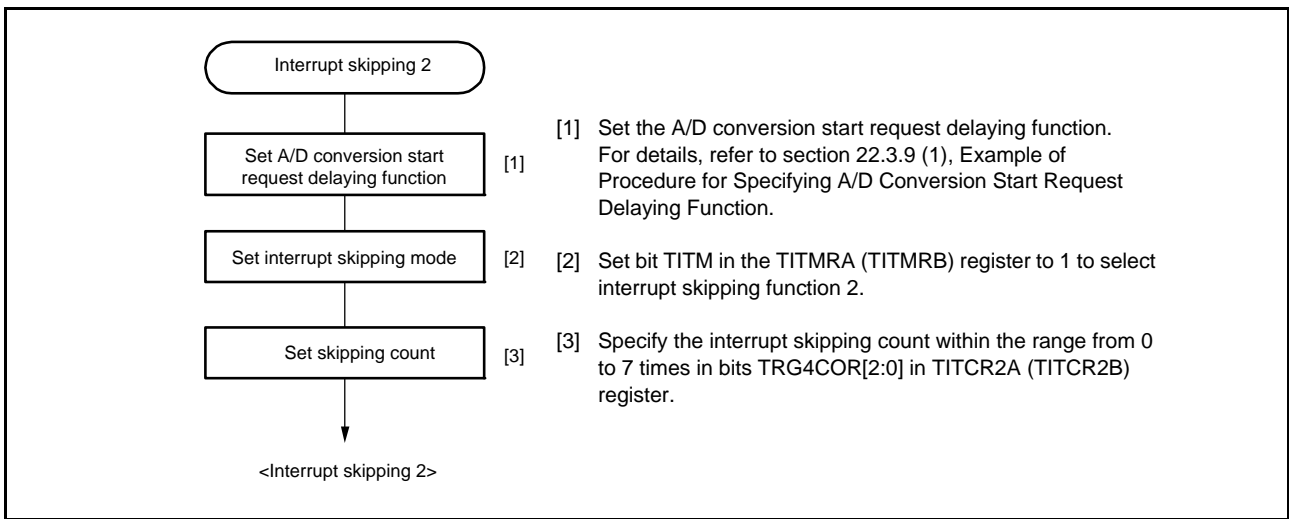 Interrupt skipping 2
Set A/D conversion start
request delaying function
[1]
Set interrupt skipping mode
[2]
Set skipping count
[3]
<Interrupt skipping 2>
[1] Set the A/D conversion start request delaying function.
For details, refer to section 22.3.9 (1), Example of
Procedure for Specifying A/D Conversion Start Request
Delaying Function.
[2] Set bit TITM in the TITMRA (TITMRB) register to 1 to select
interrupt skipping function 2.
[3] Specify the interrupt skipping count within the range from 0
to 7 times in bits TRG4COR[2:0] in TITCR2A (TITCR2B)
register.